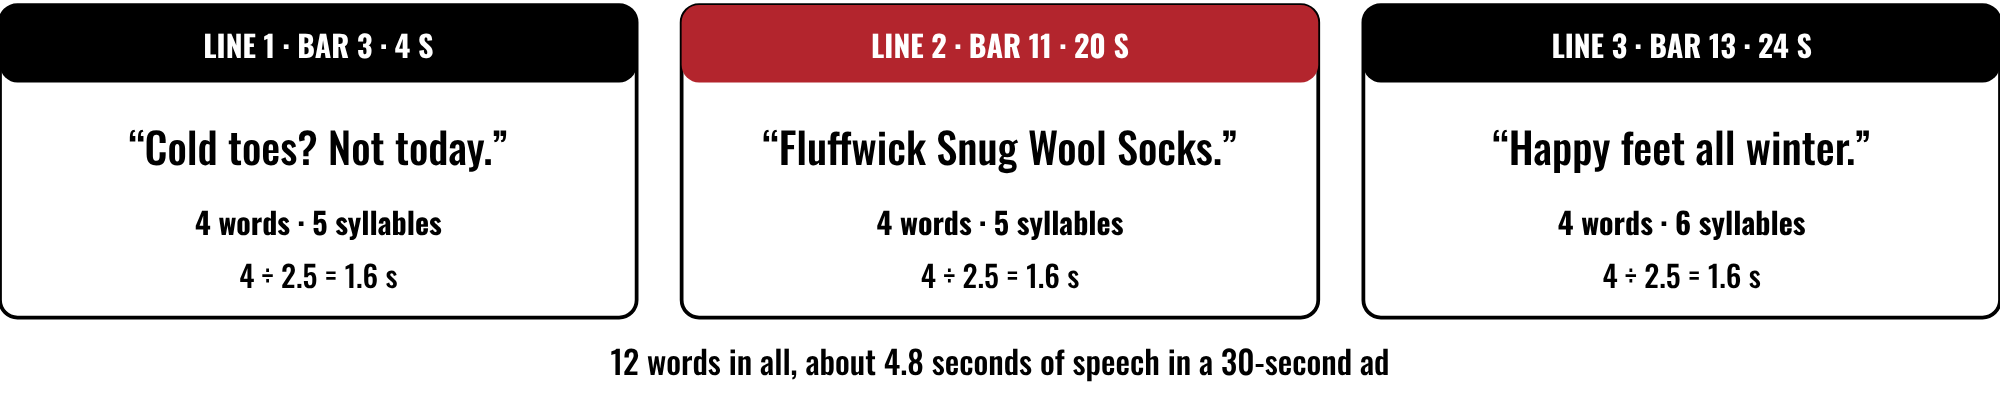 LINE 1 · BAR 3 · 4 S
“Cold toes? Not today.”
4 words · 5 syllables
4 ÷ 2.5 = 1.6 s
LINE 2 · BAR 11 · 20 S
“Fluffwick Snug Wool Socks.”
4 words · 5 syllables
4 ÷ 2.5 = 1.6 s
LINE 3 · BAR 13 · 24 S
“Happy feet all winter.”
4 words · 6 syllables
4 ÷ 2.5 = 1.6 s
12 words in all, about 4.8 seconds of speech in a 30-second ad